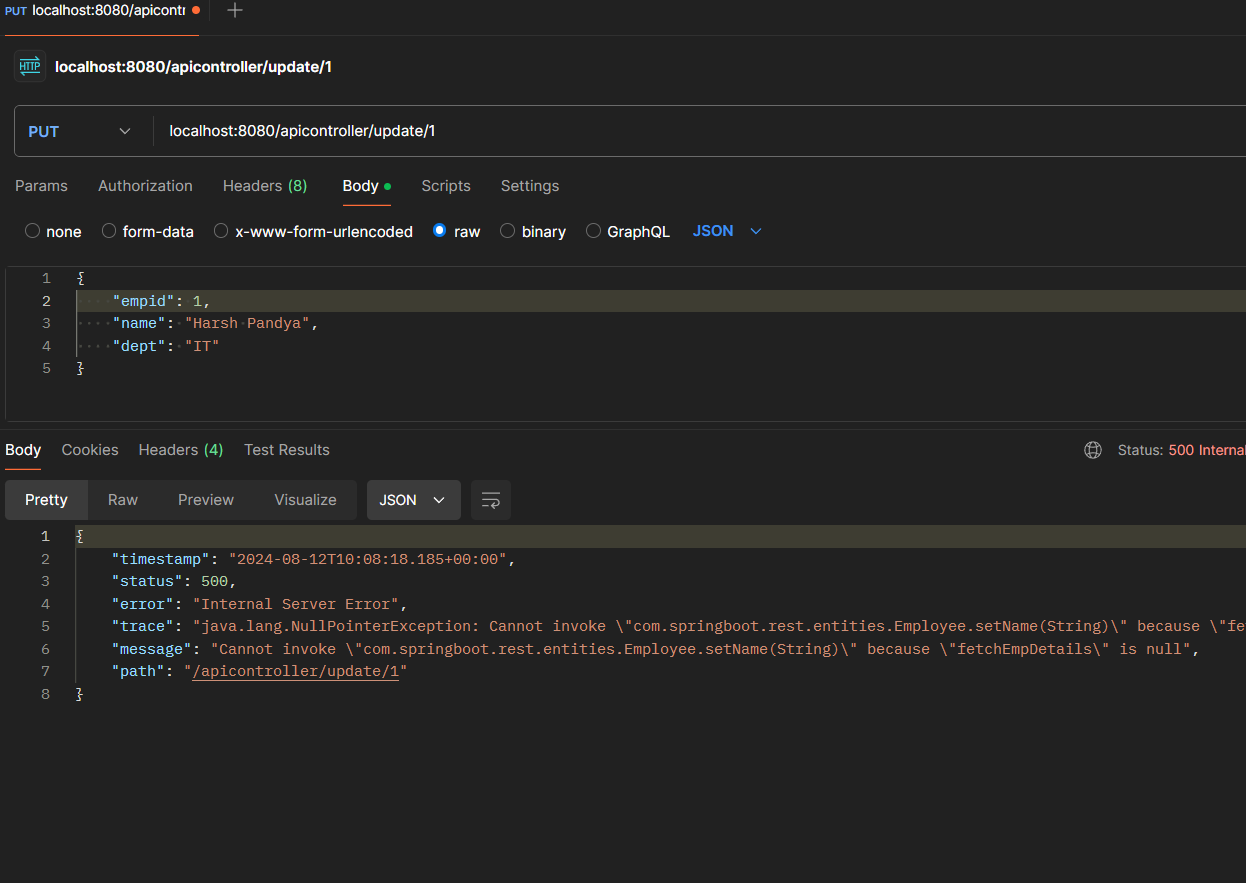 PUT localhost:8080/apicontr
HTTP localhost:8080/apicontroller/update/1
PUT localhost:8080/apicontroller/update/1
Params Authorization Headers (8) Body Scripts Settings
none form-data x-www-form-urlencoded raw binary GraphQL JSON
1 {
2 "empid": 1,
3 "name": "Harsh Pandya",
4 "dept": "IT"
5 }
Body Cookies Headers (4) Test Results Status: 500 Internal
Pretty Raw Preview Visualize JSON
1 {
2 "timestamp": "2024-08-12T10:08:18.185+00:00",
3 "status": 500,
4 "error": "Internal Server Error",
5 "trace": "java.lang.NullPointerException: Cannot invoke \"com.springboot.rest.entities.Employee.setName(String)\" because \"fe
6 "message": "Cannot invoke \"com.springboot.rest.entities.Employee.setName(String)\" because \"fetchEmpDetails\" is null",
7 "path": "/apicontroller/update/1"
8 }